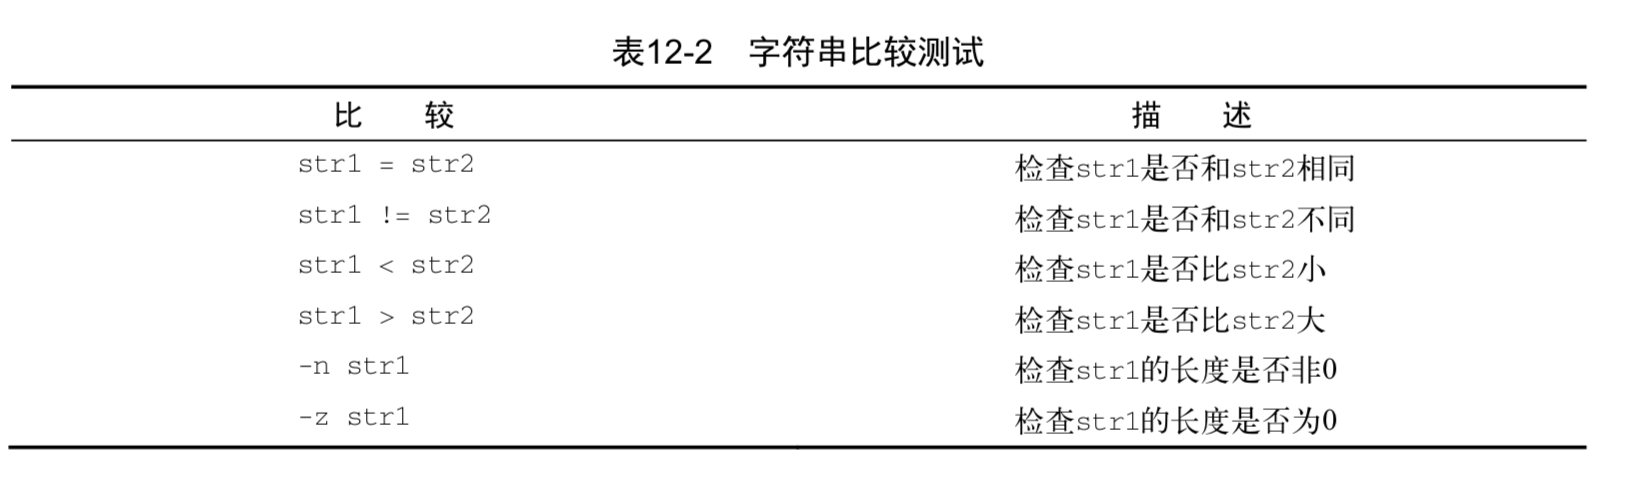 表12-2 字符串比较测试
比 较 描 述
str1 = str2 检查str1是否和str2相同
str1 != str2 检查str1是否和str2不同
str1 < str2 检查str1是否比str2小
str1 > str2 检查str1是否比str2大
-n str1 检查str1的长度是否非0
-z str1 检查str1的长度是否为0